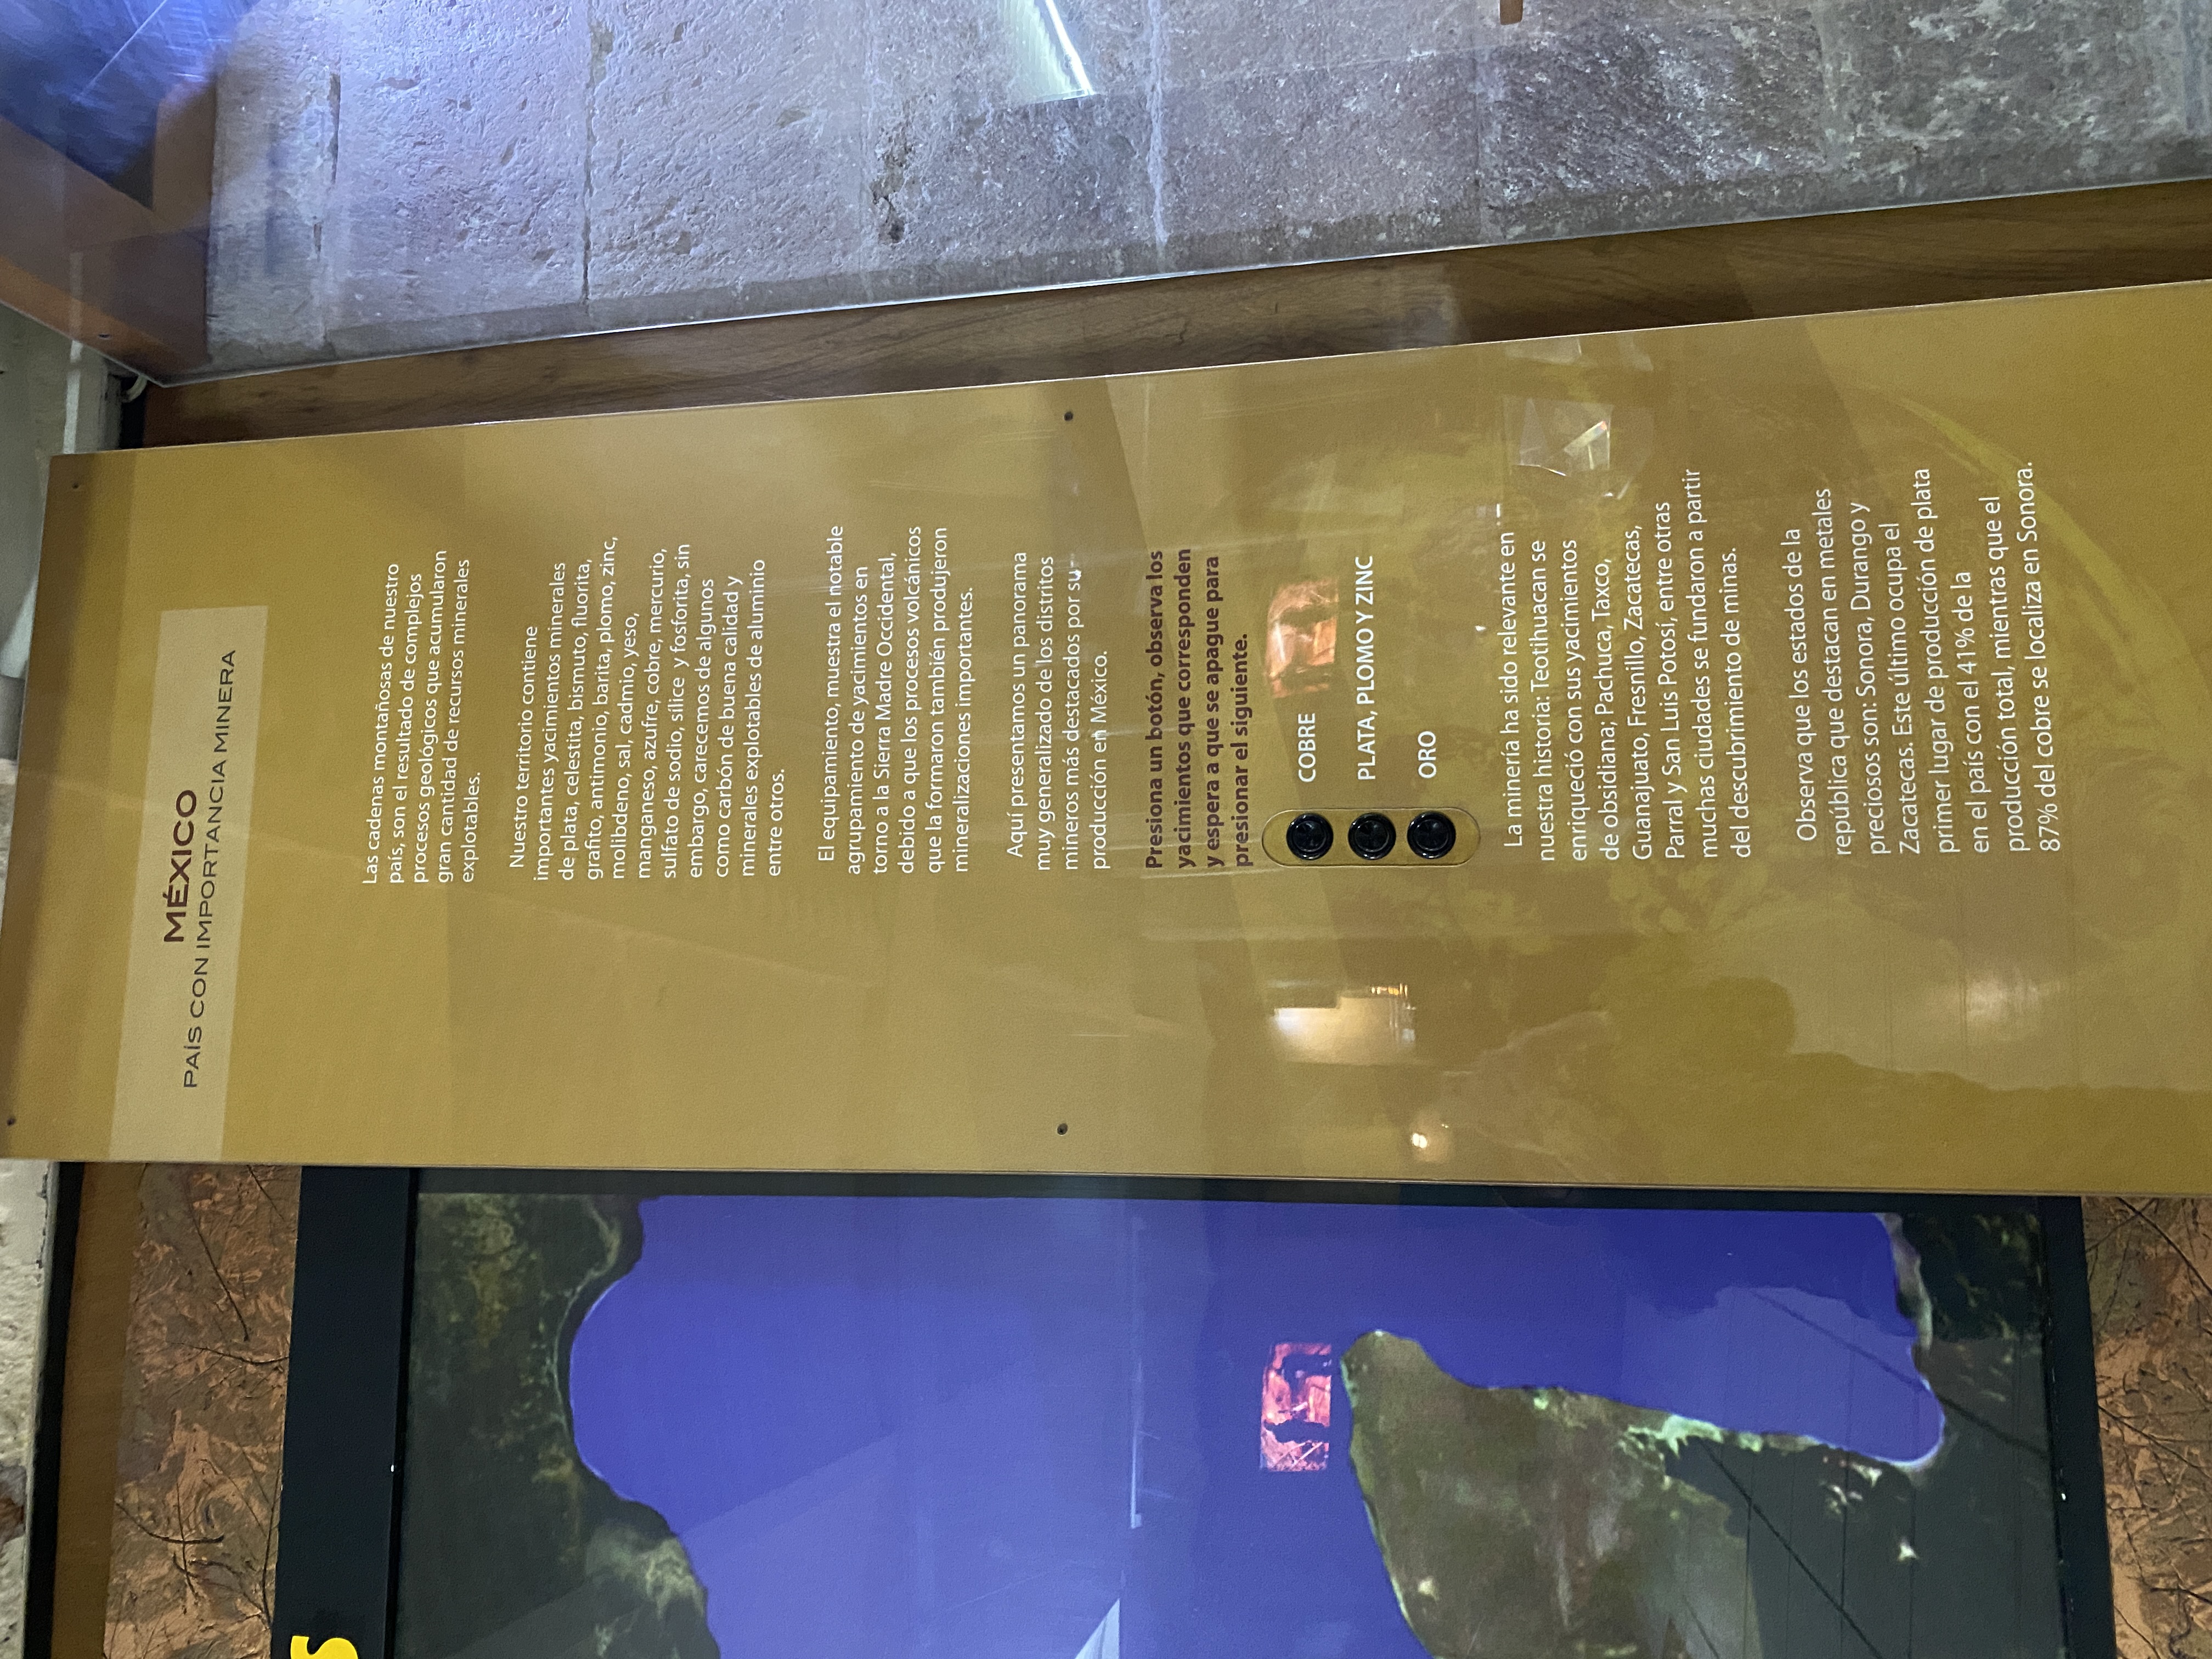 S
MÉXICO
PAÍS CON IMPORTANCIA MINERA
Las cadenas montañosas de nuestro
país, son el resultado de complejos
procesos geológicos que acumularon
gran cantidad de recursos minerales
explotables.
Nuestro territorio contiene
importantes yacimientos minerales
de plata, celestita, bismuto, fluorita,
grafito, antimonio, barita, plomo, zinc,
molibdeno, sal, cadmio, yeso,
manganeso, azufre, cobre, mercurio,
sulfato de sodio, sílice y fosforita, sin
embargo, carecemos de algunos
como carbón de buena calidad y
minerales explotables de aluminio
entre otros.
El equipamiento, muestra el notable
agrupamiento de yacimientos en
torno a la Sierra Madre Occidental,
debido a que los procesos volcánicos
que la formaron también produjeron
mineralizaciones importantes.
Aquí presentamos un panorama
muy generalizado de los distritos
mineros más destacados por su
producción en México.
Presiona un botón, observa los
yacimientos que corresponden
y espera a que se apague para
presionar el siguiente.
COBRE
PLATA, PLOMO Y ZINC
ORO
La minería ha sido relevante en
nuestra historia: Teotihuacan se
enriqueció con sus yacimientos
de obsidiana; Pachuca, Taxco,
Guanajuato, Fresnillo, Zacatecas,
Parral y San Luis Potosí, entre otras
muchas ciudades se fundaron a partir
del descubrimiento de minas.
Observa que los estados de la
república que destacan en metales
preciosos son: Sonora, Durango y
Zacatecas. Este último ocupa el
primer lugar de producción de plata
en el país con el 41% de la
producción total, mientras que el
87% del cobre se localiza en Sonora.